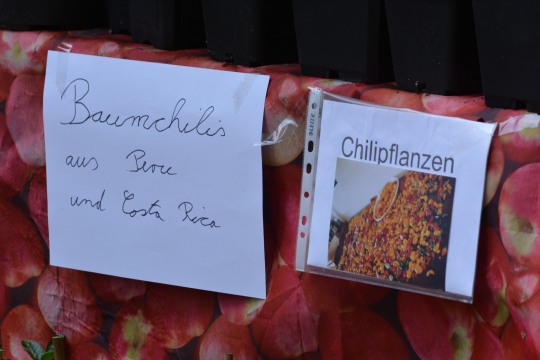 Baumchilis
aus Peru
und Costa Rica
Chilipflanzen